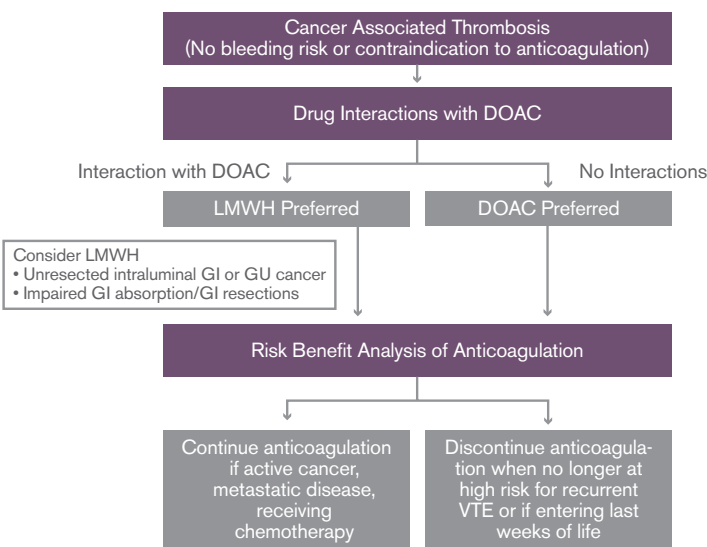 Cancer Associated Thrombosis
(No bleeding risk or contraindication to anticoagulation)
Drug Interactions with DOAC
Interaction with DOAC
No Interactions
LMWH Preferred
DOAC Preferred
Consider LMWH
• Unresected intraluminal GI or GU cancer
• Impaired GI absorption/GI resections
Risk Benefit Analysis of Anticoagulation
Continue anticoagulation
if active cancer,
metastatic disease,
receiving
chemotherapy
Discontinue anticoagula-
tion when no longer at
high risk for recurrent
VTE or if entering last
weeks of life